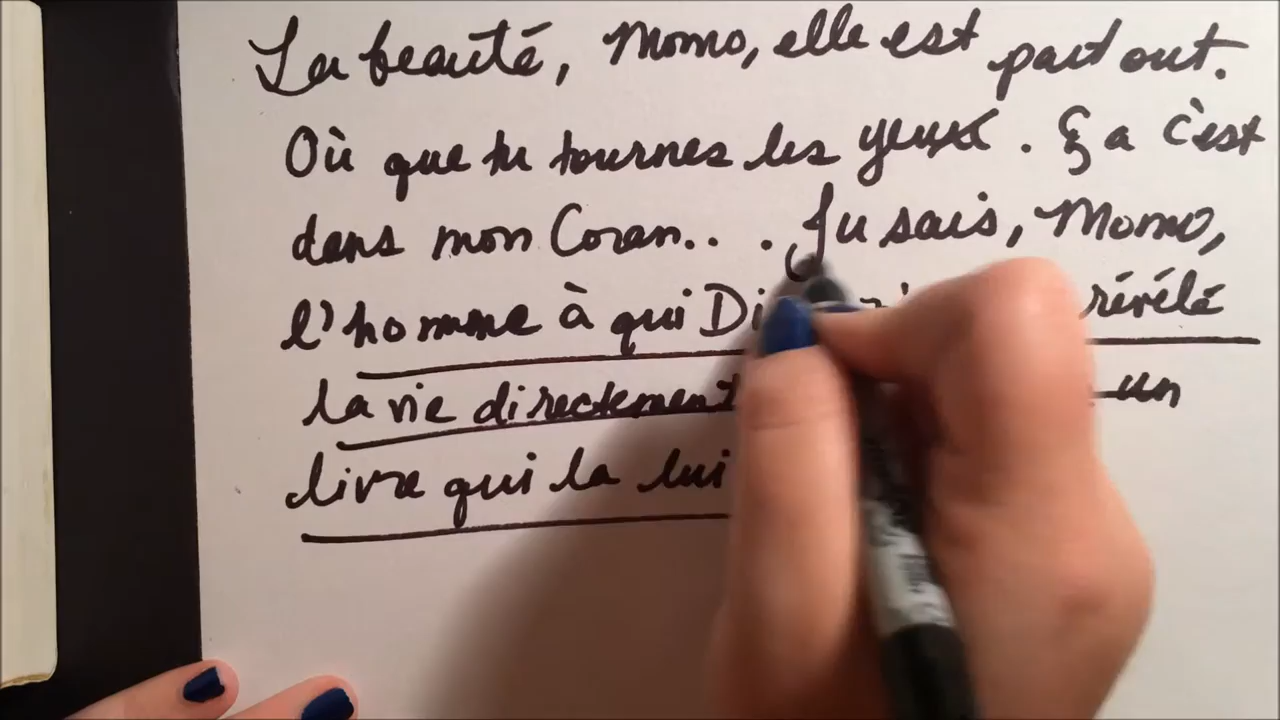 La beauté, Momo, elle est partout.
Où que tu tournes les yeux. Ça c'est
dans mon Coran... Tu sais, Momo,
l'homme à qui révélé
la vie directement un
livre qui la lui